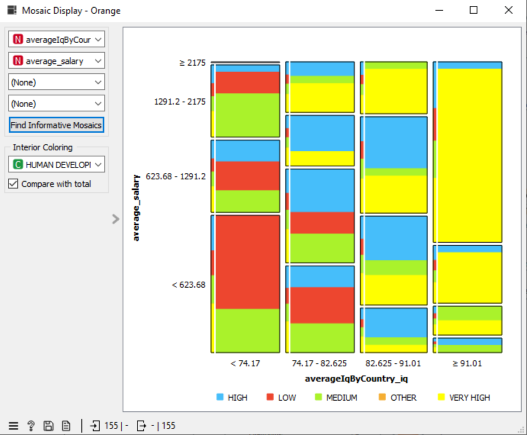 Mosaic Display - Orange
N averageIqByCour
N average_salary
(None)
(None)
Find Informative Mosaics
Interior Coloring
C HUMAN DEVELOPI
Compare with total
≥ 2175
1291.2 - 2175
623.68 - 1291.2
< 623.68
average_salary
< 74.17 74.17 - 82.625 82.625 - 91.01 ≥ 91.01
averageIqByCountry_iq
HIGH LOW MEDIUM OTHER VERY HIGH
? 155 | - - | 155